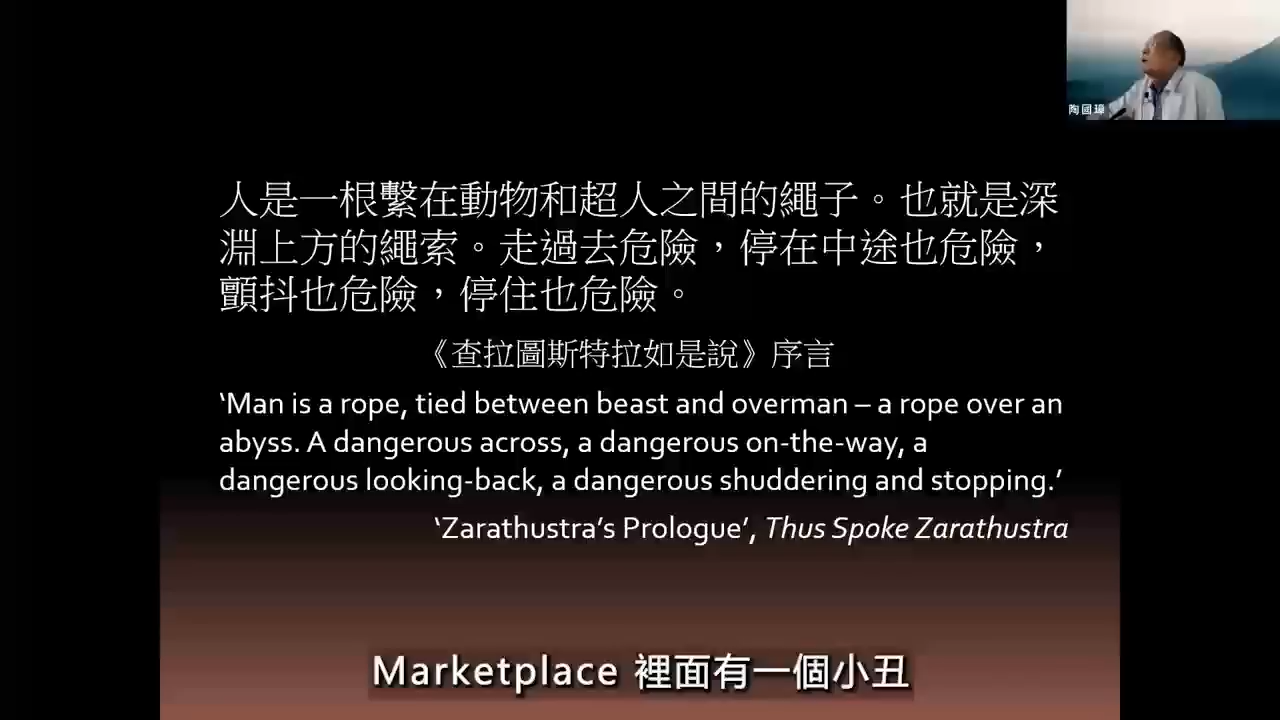 陶國璋
人是一根繫在動物和超人之間的繩子。也就是深
淵上方的繩索。走過去危險，停在中途也危險，
顫抖也危險，停住也危險。
《查拉圖斯特拉如是說》序言
‘Man is a rope, tied between beast and overman – a rope over an
abyss. A dangerous across, a dangerous on-the-way, a
dangerous looking-back, a dangerous shuddering and stopping.’
‘Zarathustra’s Prologue’, Thus Spoke Zarathustra
Marketplace 裡面有一個小丑